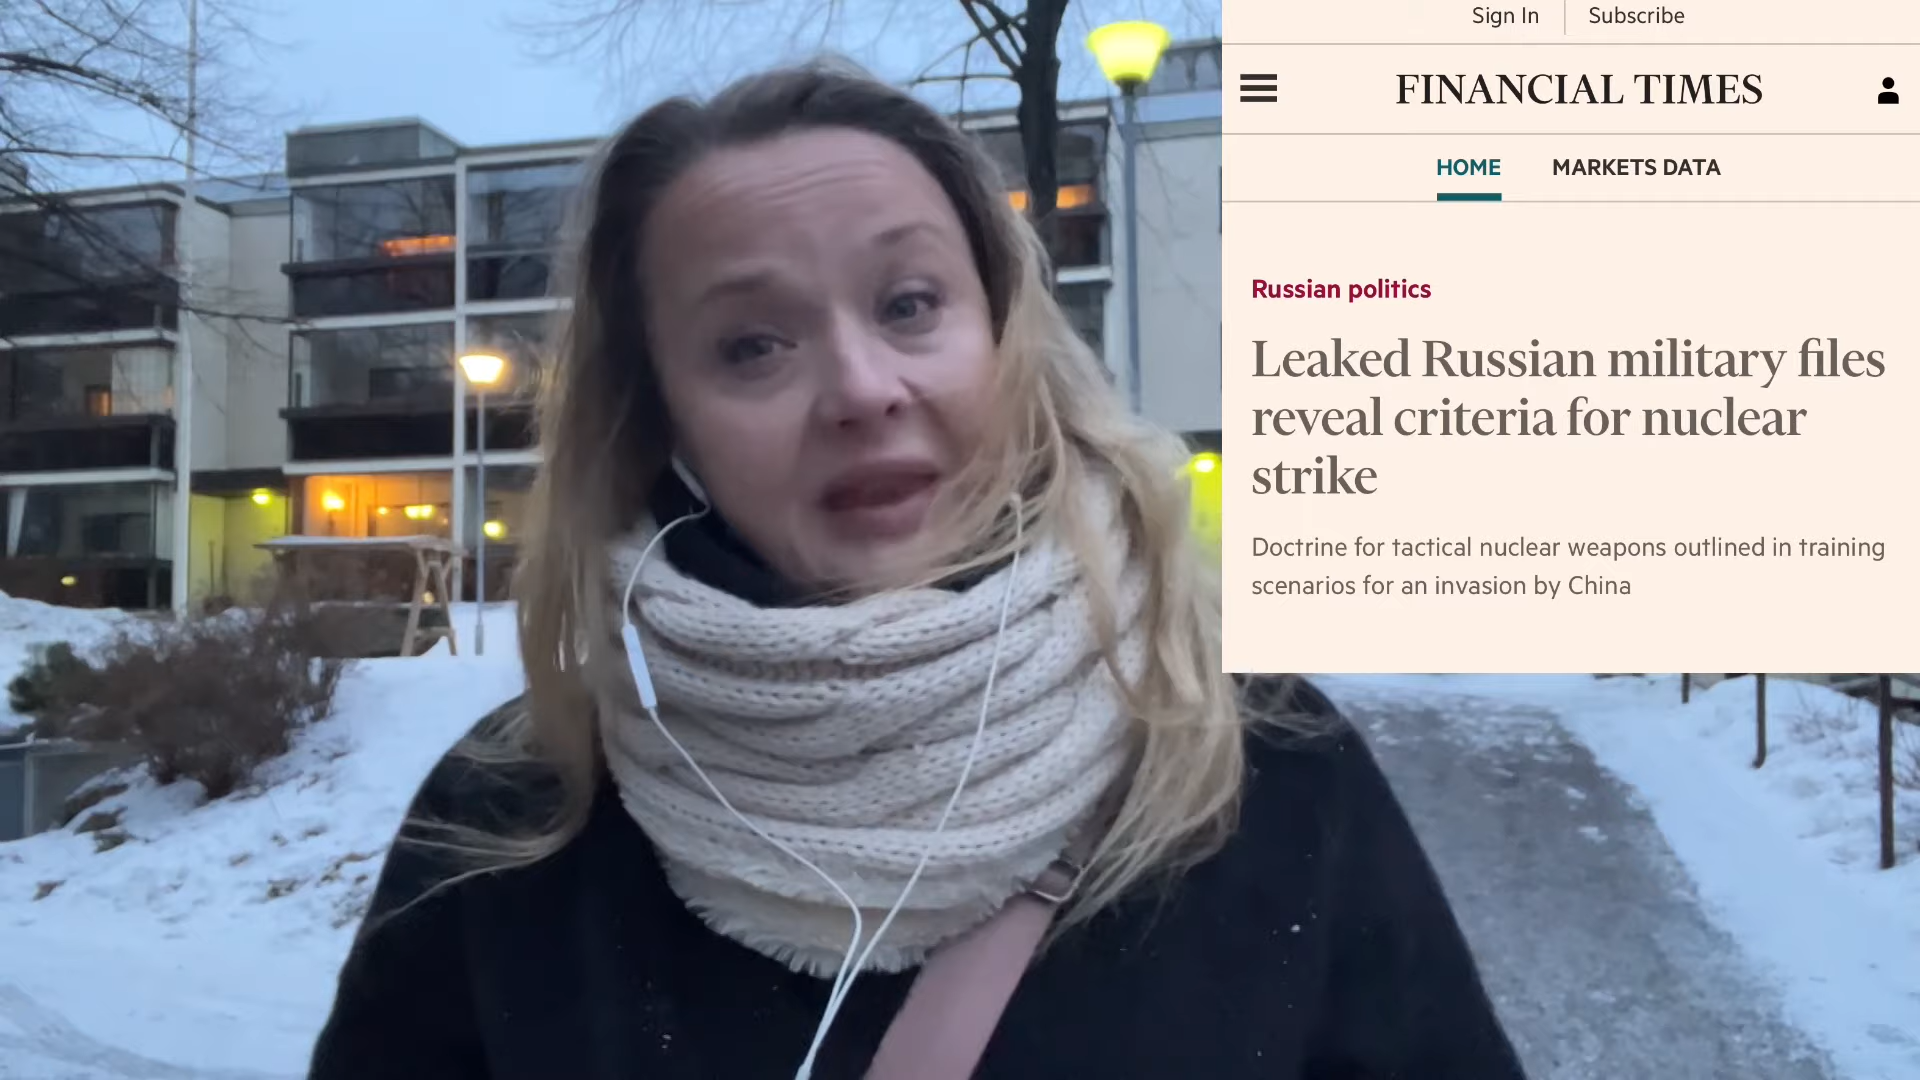 Sign In
Subscribe
FINANCIAL TIMES
HOME
MARKETS DATA
Russian politics
Leaked Russian military files
reveal criteria for nuclear
strike
Doctrine for tactical nuclear weapons outlined in training
scenarios for an invasion by China